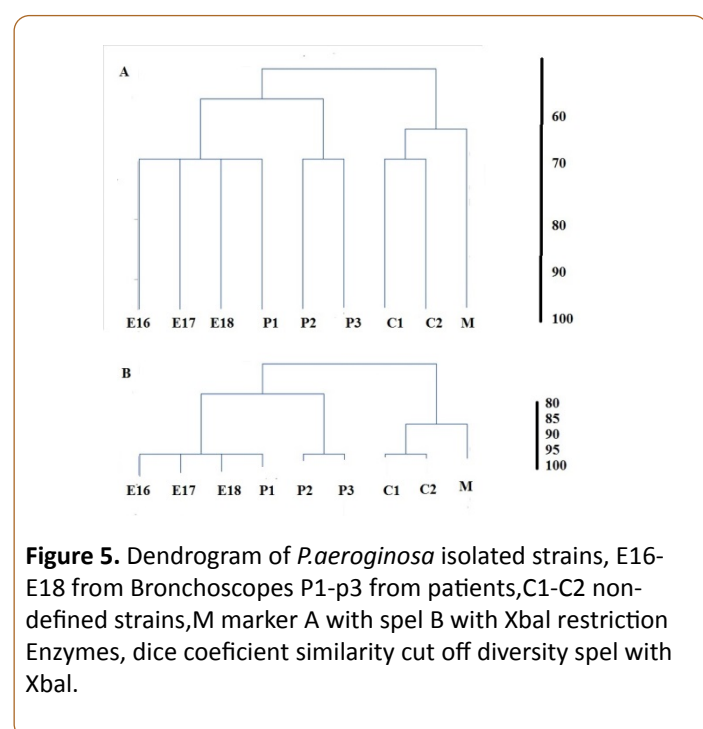 A
60
70
80
90
100
E16 E17 E18 P1 P2 P3 C1 C2 M
B
80
85
90
95
100
E16 E17 E18 P1 P2 P3 C1 C2 M
Figure 5. Dendrogram of P.aeroginosa isolated strains, E16-
E18 from Bronchoscopes P1-p3 from patients,C1-C2 non-
defined strains,M marker A with spel B with Xbal restriction
Enzymes, dice coeficient similarity cut off diversity spel with
Xbal.